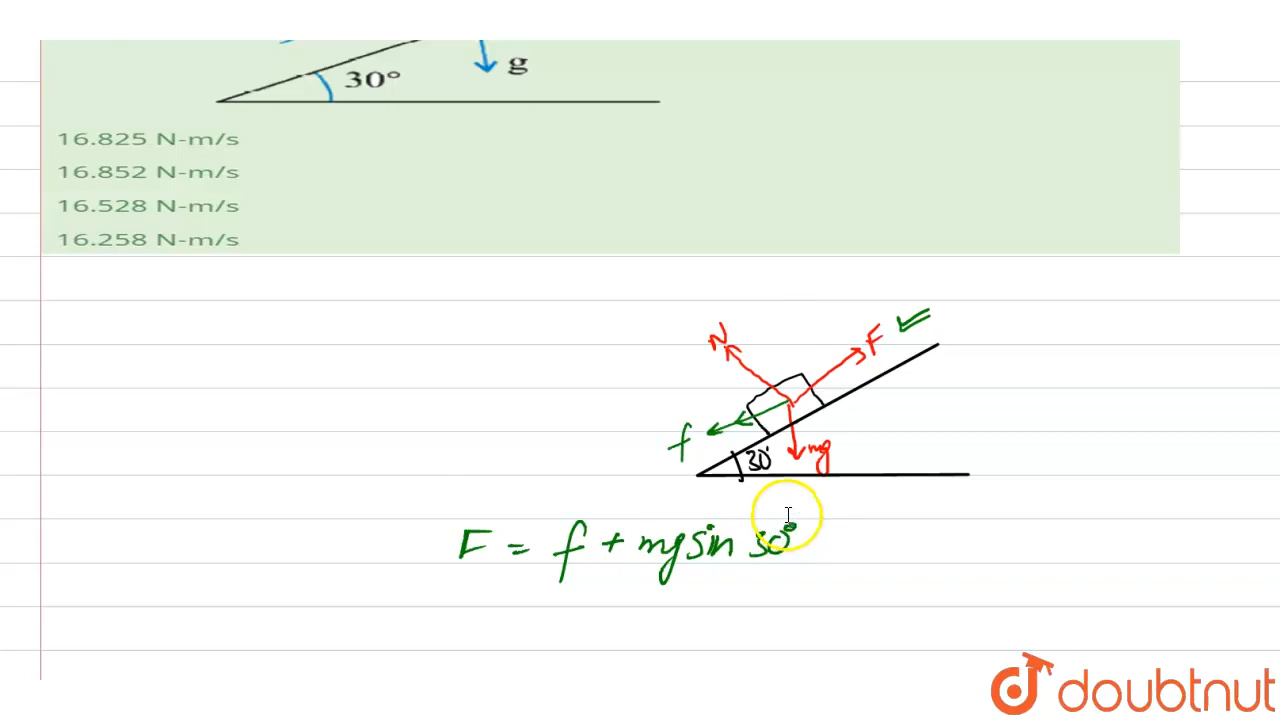 g
30°
16.825 N-m/s
16.852 N-m/s
16.528 N-m/s
16.258 N-m/s
N
F
f
30°
mg
F = f + mg sin 30°
doubtnut